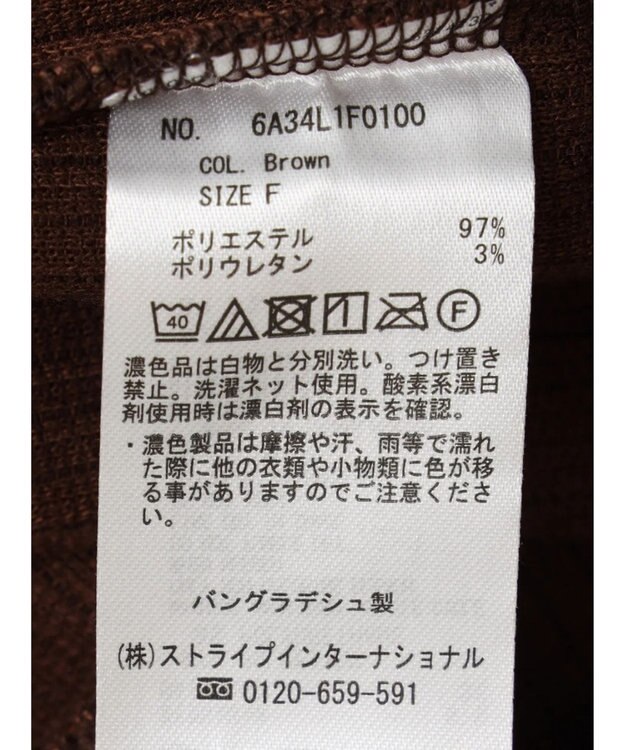 NO. 6A34L1F0100
COL. Brown
SIZE F
ポリエステル 97%
ポリウレタン 3%
40 F
濃色品は白物と分別洗い。つけ置き
禁止。洗濯ネット使用。酸素系漂白
剤使用時は漂白剤の表示を確認。
・濃色製品は摩擦や汗、雨等で濡れ
た際に他の衣類や小物類に色が移
る事がありますのでご注意くださ
い。
バングラデシュ製
(株)ストライプインターナショナル
0120-659-591